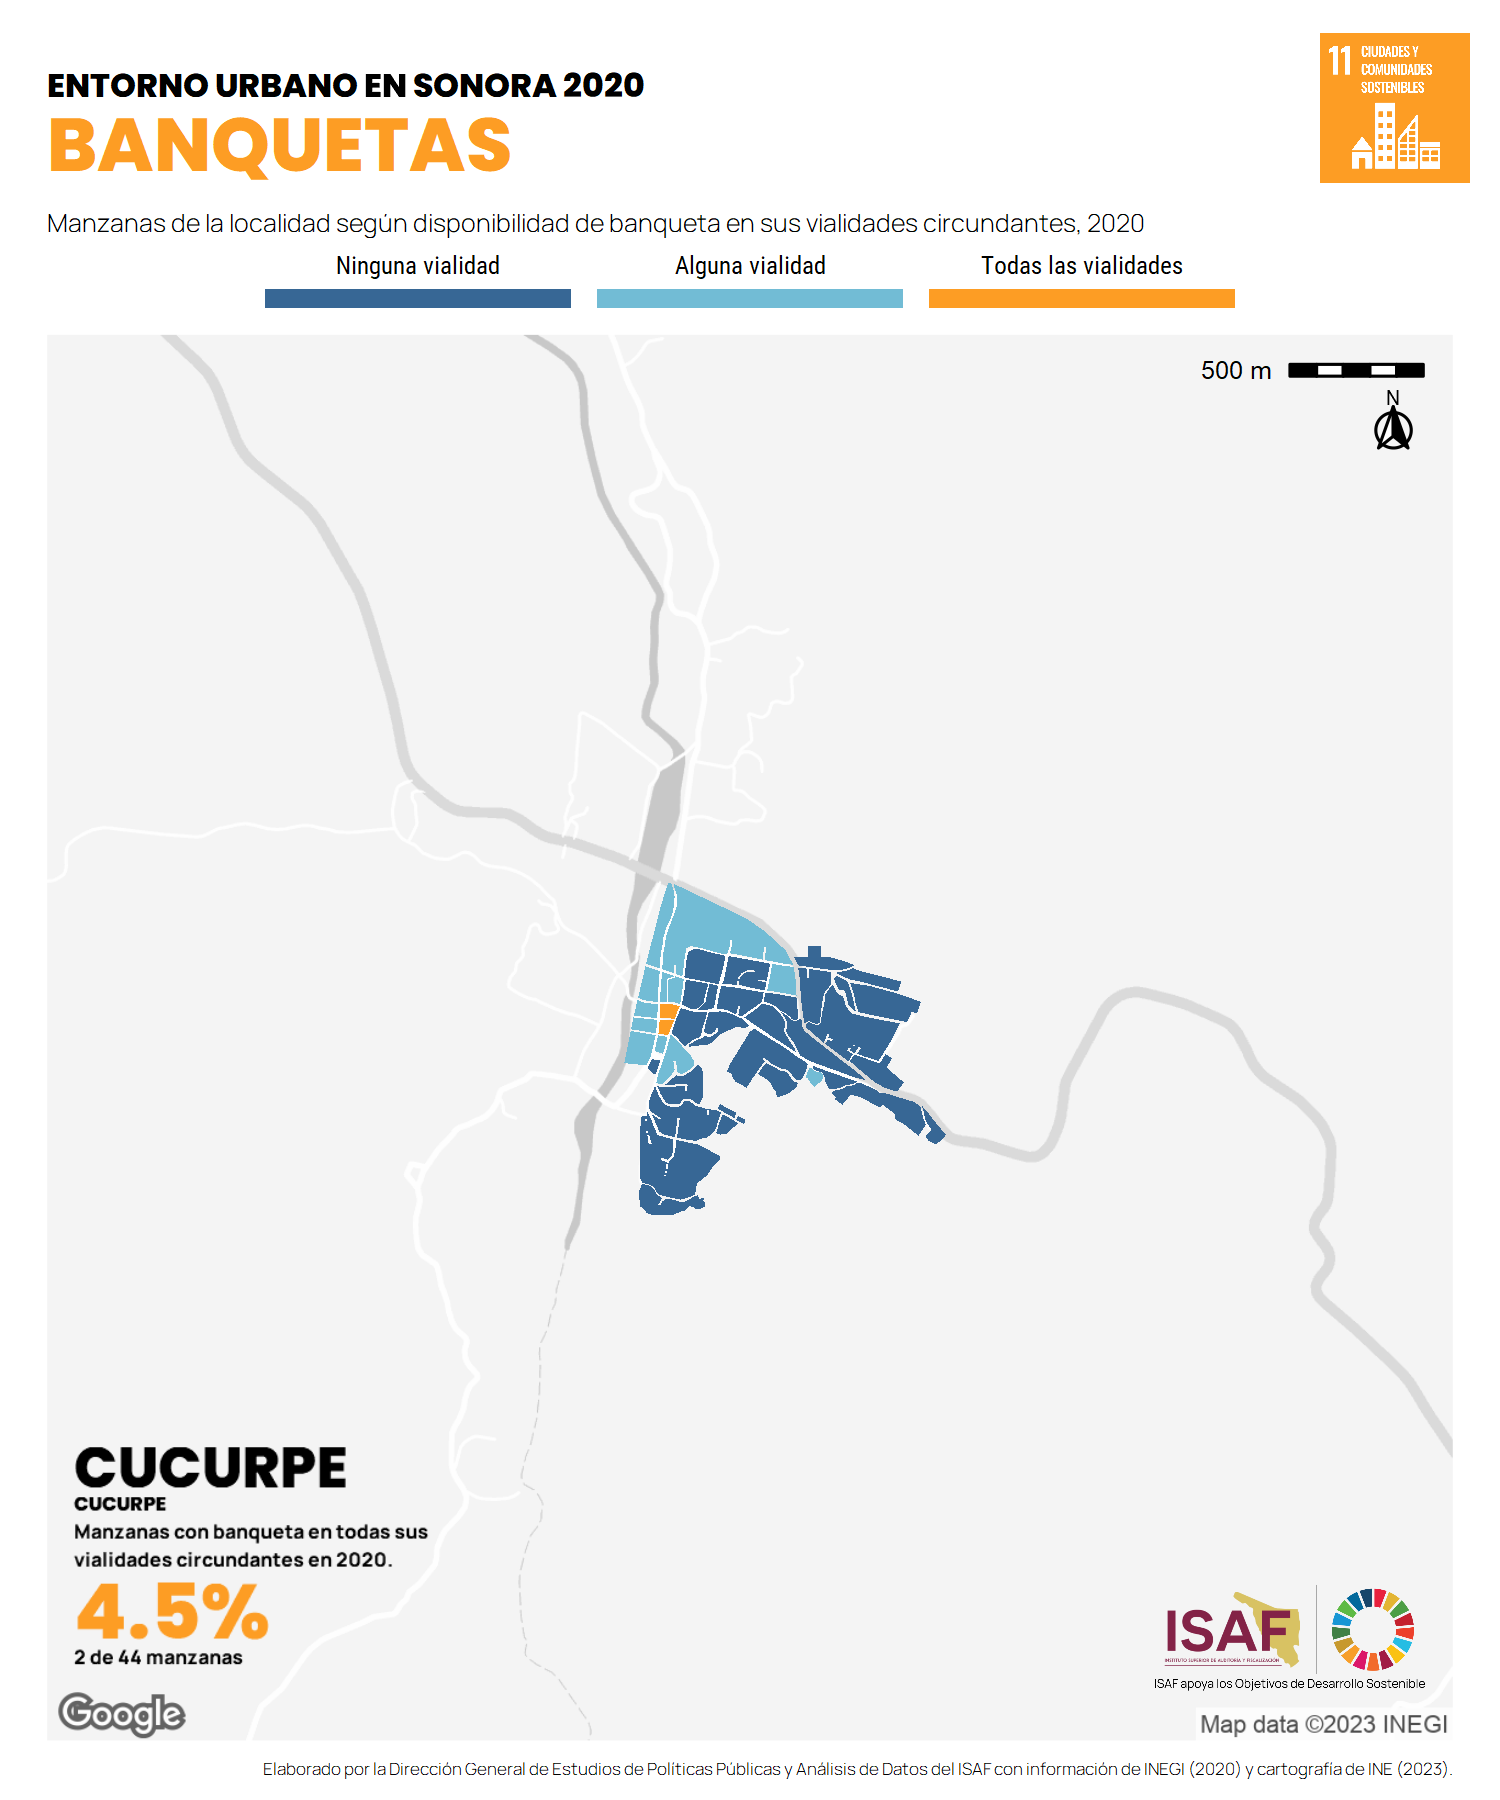 ENTORNO URBANO EN SONORA 2020
BANQUETAS
11 CIUDADES Y
COMUNIDADES
SOSTENIBLES
Manzanas de la localidad según disponibilidad de banqueta en sus vialidades circundantes, 2020
Ninguna vialidad
Alguna vialidad
Todas las vialidades
500 m
N
CUCURPE
CUCURPE
Manzanas con banqueta en todas sus
vialidades circundantes en 2020.
4.5%
2 de 44 manzanas
Google
ISAF
INSTITUTO SUPERIOR DE AUDITORÍA Y FISCALIZACIÓN
ISAF apoya los Objetivos de Desarrollo Sostenible
Map data ©2023 INEGI
Elaborado por la Dirección General de Estudios de Políticas Públicas y Análisis de Datos del ISAF con información de INEGI (2020) y cartografía de INE (2023).